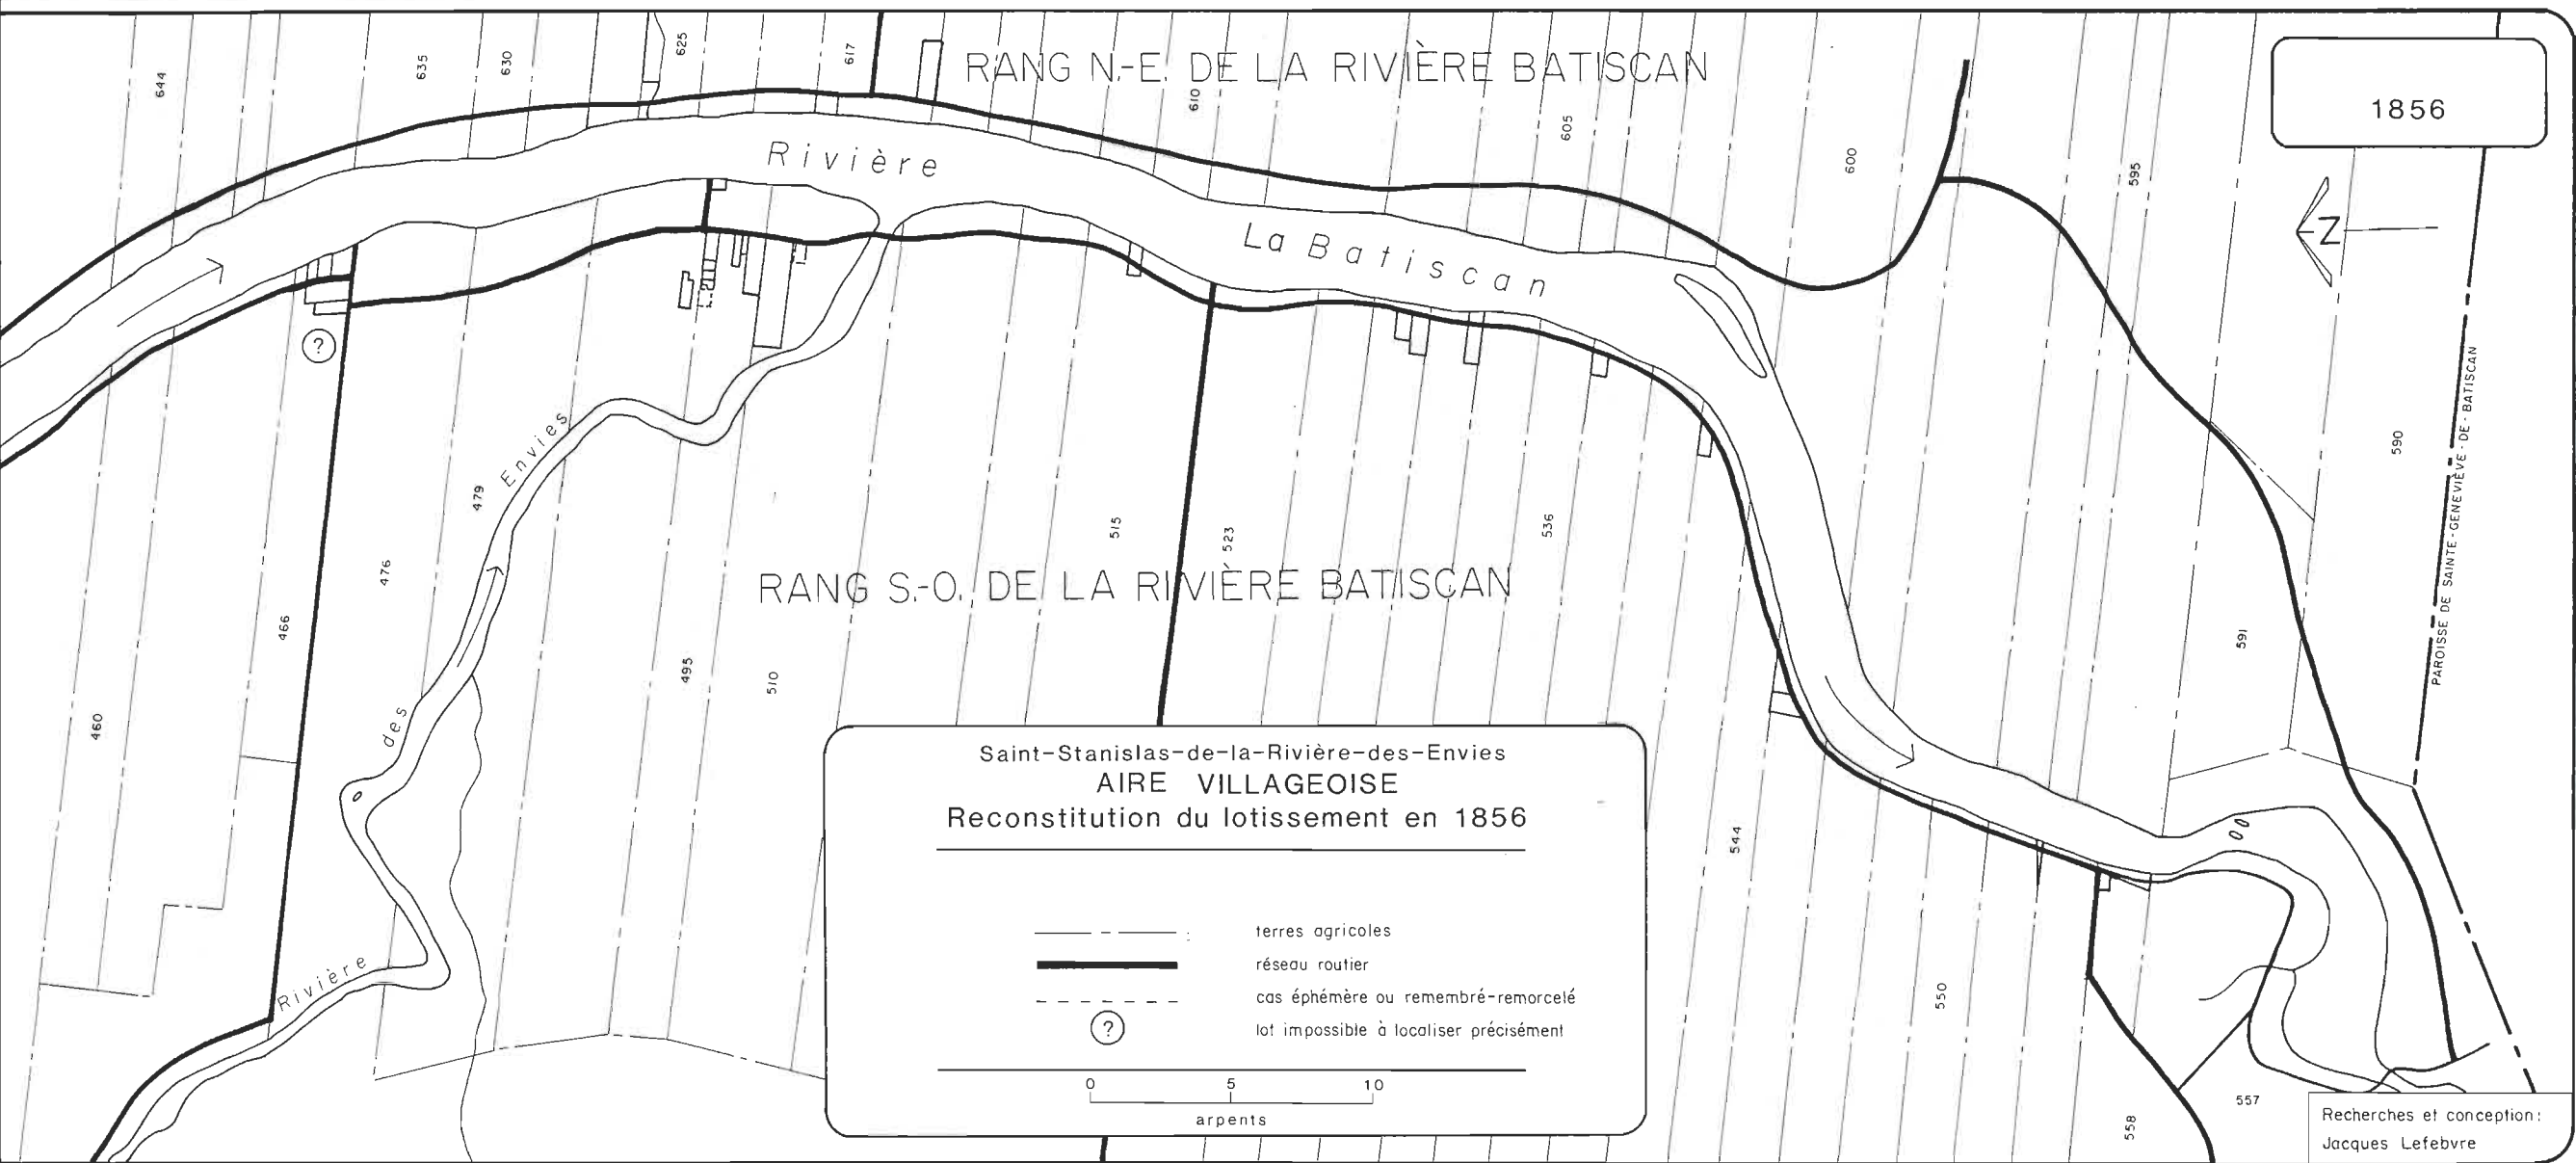 644
635
630
625
617
RANG N.-E. DE LA RIVIÈRE BATISCAN
610
605
600
595
1856
Rivière
La Batiscan
N
?
590
PAROISSE DE SAINTE-GENEVIÈVE-DE-BATISCAN
Rivière des Envies
460
466
476
479
495
510
515
523
536
544
550
558
557
591
RANG S.-O. DE LA RIVIÈRE BATISCAN
Saint-Stanislas-de-la-Rivière-des-Envies
AIRE VILLAGEOISE
Reconstitution du lotissement en 1856
terres agricoles
réseau routier
cas éphémère ou remembré-remorcelé
? lot impossible à localiser précisément
0 5 10
arpents
Recherches et conception:
Jacques Lefebvre